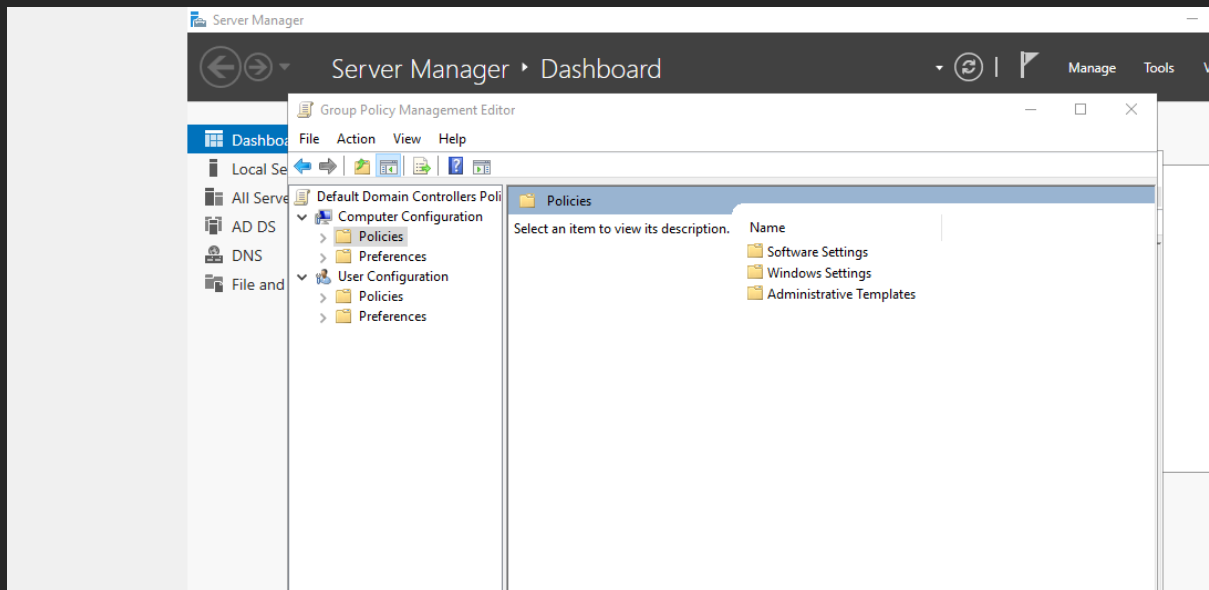 Server Manager
Server Manager • Dashboard
Manage Tools
Group Policy Management Editor
File Action View Help
Dashboa
Local Se
All Serve
AD DS
DNS
File and
Default Domain Controllers Poli
Computer Configuration
Policies
Preferences
User Configuration
Policies
Preferences
Policies
Select an item to view its description.
Name
Software Settings
Windows Settings
Administrative Templates